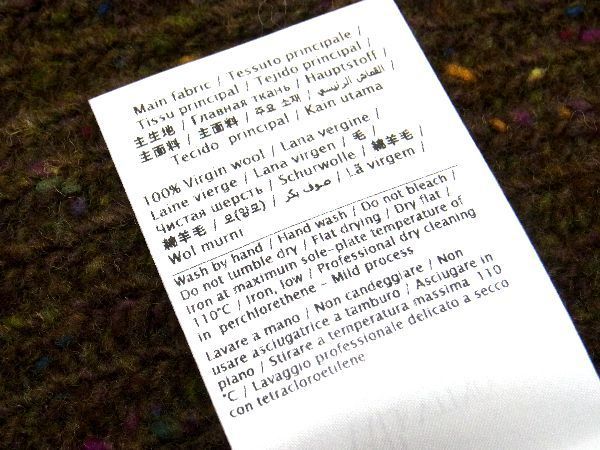 Main fabric / Tessuto principale /
Tissu principal / Tejido principal /
主生地 / Главная ткань / Hauptstoff /
主面料 / 主面料 / 주요 소재 / القماش الرئيسي /
Tecido principal / Kain utama
100% Virgin wool / Lana vergine /
Laine vierge / Lana virgen / 毛 /
Чистая шерсть / Schurwolle / 綿羊毛 /
綿羊毛 / 모(양모) / صوف بكر / Lã virgem /
Wol murni
Wash by hand / Hand wash / Do not bleach /
Do not tumble dry / Flat drying / Dry flat /
Iron at maximum sole-plate temperature of
110°C / Iron, low / Professional dry cleaning
in perchlorethene - Mild process
Lavare a mano / Non candeggiare / Non
usare asciugatrice a tamburo / Asciugare in
piano / Stirare a temperatura massima 110
°C / Lavaggio professionale delicato a secco
con tetracloroetilene